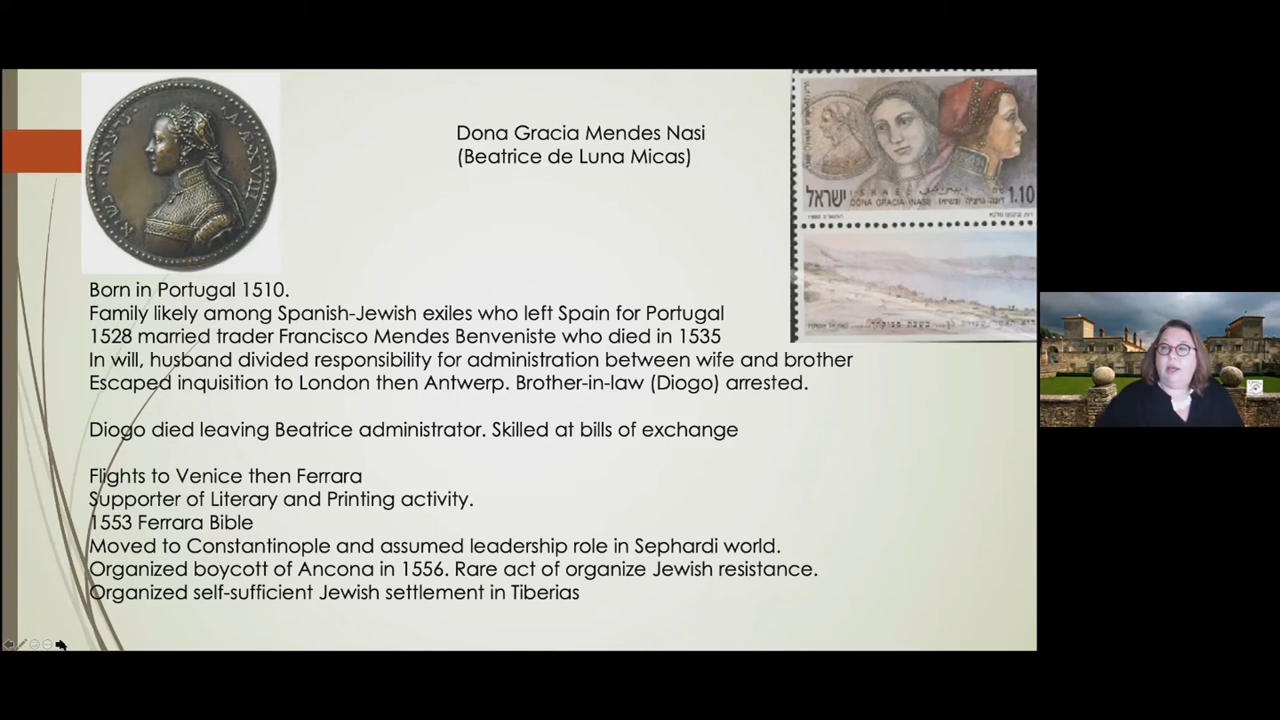 Dona Gracia Mendes Nasi
(Beatrice de Luna Micas)
A·A·XVIII
ישראל ISRAEL 1.10
DONA GRACIA (NASI)
Born in Portugal 1510.
Family likely among Spanish-Jewish exiles who left Spain for Portugal
1528 married trader Francisco Mendes Benveniste who died in 1535
In will, husband divided responsibility for administration between wife and brother
Escaped inquisition to London then Antwerp. Brother-in-law (Diogo) arrested.
Diogo died leaving Beatrice administrator. Skilled at bills of exchange
Flights to Venice then Ferrara
Supporter of Literary and Printing activity.
1553 Ferrara Bible
Moved to Constantinople and assumed leadership role in Sephardi world.
Organized boycott of Ancona in 1556. Rare act of organize Jewish resistance.
Organized self-sufficient Jewish settlement in Tiberias